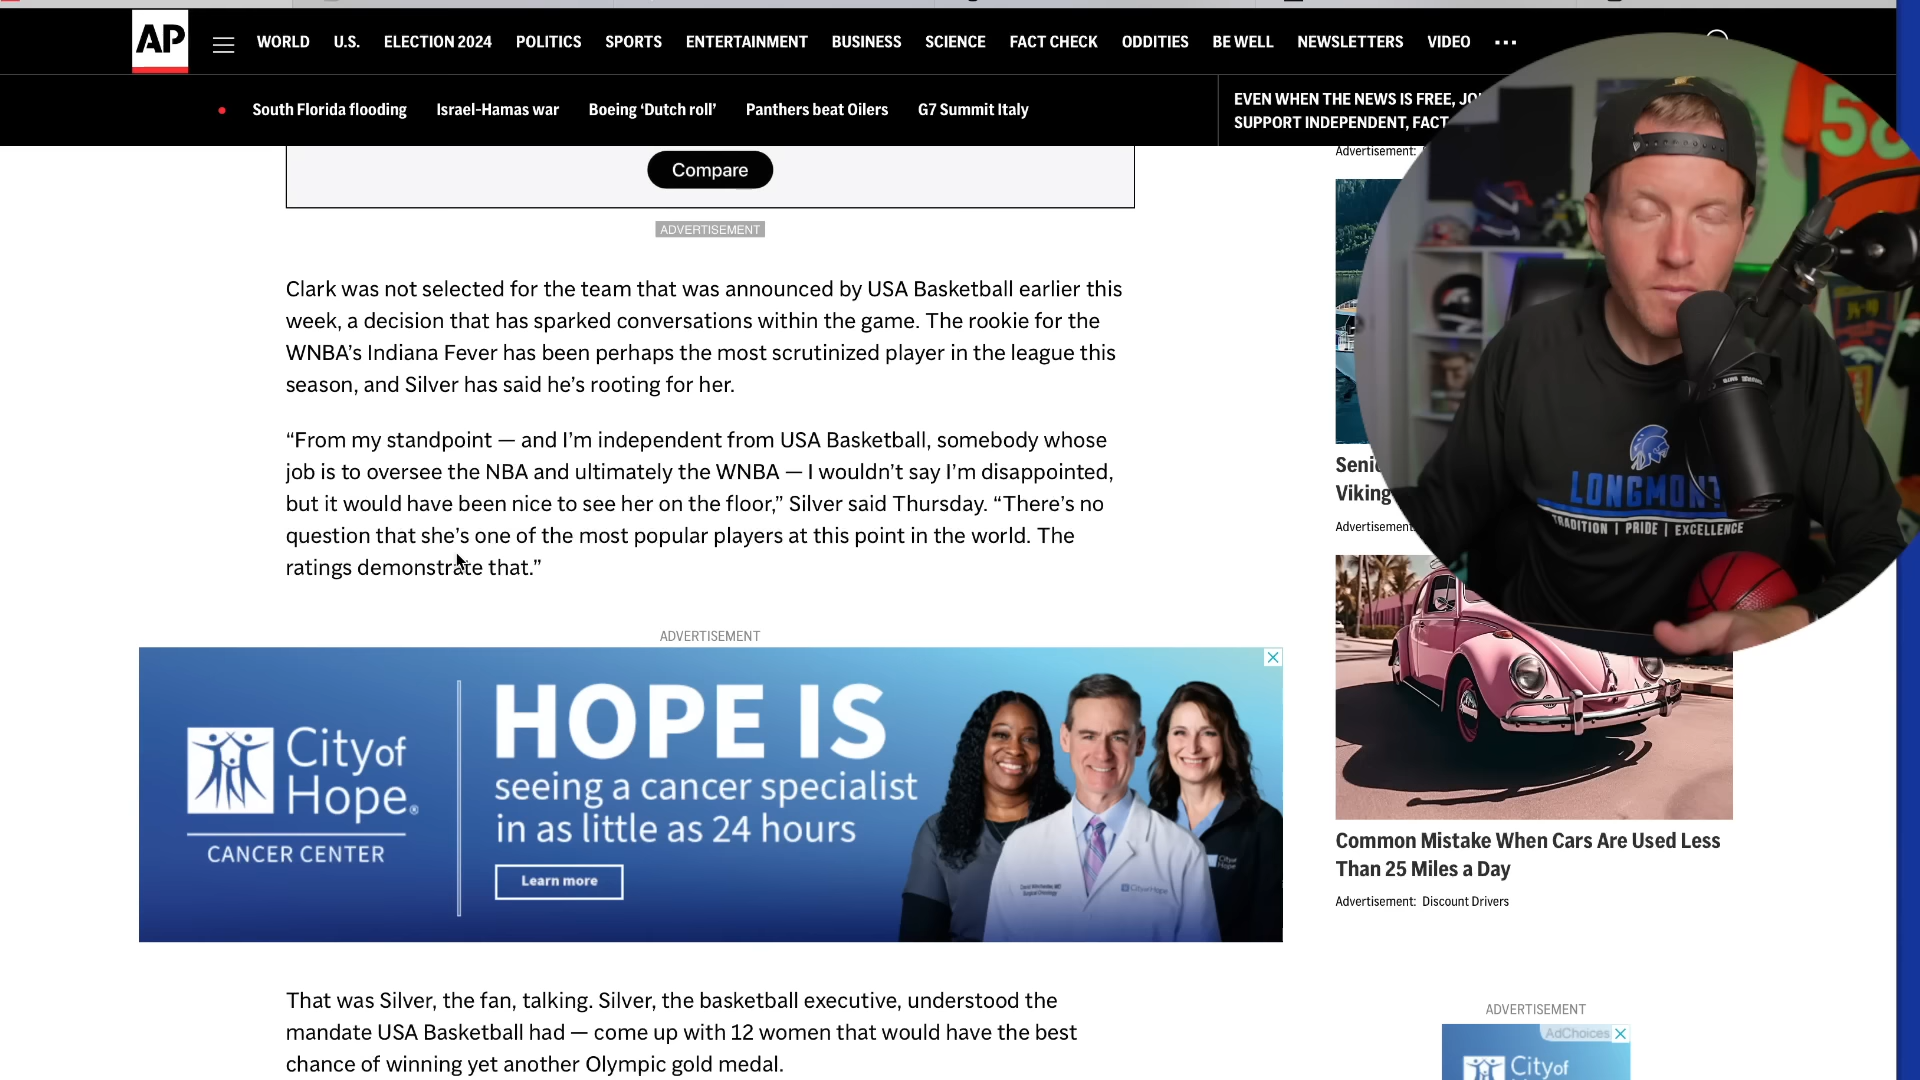 AP
WORLD U.S. ELECTION 2024 POLITICS SPORTS ENTERTAINMENT BUSINESS SCIENCE FACT CHECK ODDITIES BE WELL NEWSLETTERS VIDEO
South Florida flooding Israel-Hamas war Boeing ‘Dutch roll’ Panthers beat Oilers G7 Summit Italy
EVEN WHEN THE NEWS IS FREE,
SUPPORT INDEPENDENT,
Advertisement:
Compare
ADVERTISEMENT
Clark was not selected for the team that was announced by USA Basketball earlier this
week, a decision that has sparked conversations within the game. The rookie for the
WNBA’s Indiana Fever has been perhaps the most scrutinized player in the league this
season, and Silver has said he’s rooting for her.
“From my standpoint — and I’m independent from USA Basketball, somebody whose
job is to oversee the NBA and ultimately the WNBA — I wouldn’t say I’m disappointed,
but it would have been nice to see her on the floor,” Silver said Thursday. “There’s no
question that she’s one of the most popular players at this point in the world. The
ratings demonstrate that.”
Viking
Advertisement
58
LONGMONT
TRADITION | PRIDE | EXCELLENCE
ADVERTISEMENT
City of
Hope®
CANCER CENTER
HOPE IS
seeing a cancer specialist
in as little as 24 hours
Learn more
Common Mistake When Cars Are Used Less
Than 25 Miles a Day
Advertisement: Discount Drivers
That was Silver, the fan, talking. Silver, the basketball executive, understood the
mandate USA Basketball had — come up with 12 women that would have the best
chance of winning yet another Olympic gold medal.
ADVERTISEMENT
AdChoices
City of